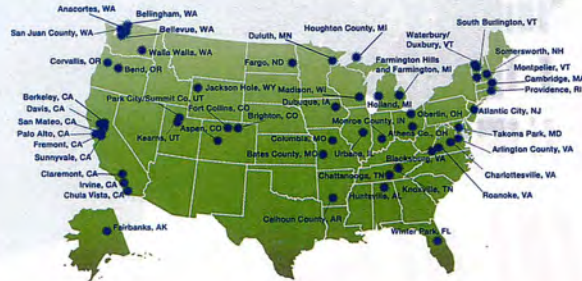 Anacortes, WA
Bellingham, WA
San Juan County, WA
Bellevue, WA
Walla Walla, WA
Corvallis, OR
Bend, OR
Fargo, ND
Duluth, MN
Houghton County, MI
Waterbury/
Duxbury, VT
South Burlington, VT
Somersworth, NH
Montpelier, VT
Cambridge, MA
Providence, RI
Farmington Hills
and Farmington, MI
Jackson Hole, WY
Madison, WI
Holland, MI
Park City/Summit Co, UT
Fort Collins, CO
Dubuque, IA
Brighton, CO
Monroe County, IN
Oberlin, OH
Atlantic City, NJ
Berkeley, CA
Davis, CA
San Mateo, CA
Palo Alto, CA
Fremont, CA
Sunnyvale, CA
Kearns, UT
Aspen, CO
Columbia, MO
Athens Co., OH
Takoma Park, MD
Bates County, MO
Urbana, IL
Blacksburg, VA
Arlington County, VA
Claremont, CA
Irvine, CA
Chula Vista, CA
Chattanooga, TN
Charlottesville, VA
Roanoke, VA
Huntsville, AL
Knoxville, TN
Calhoun County, AR
Fairbanks, AK
Winter Park, FL